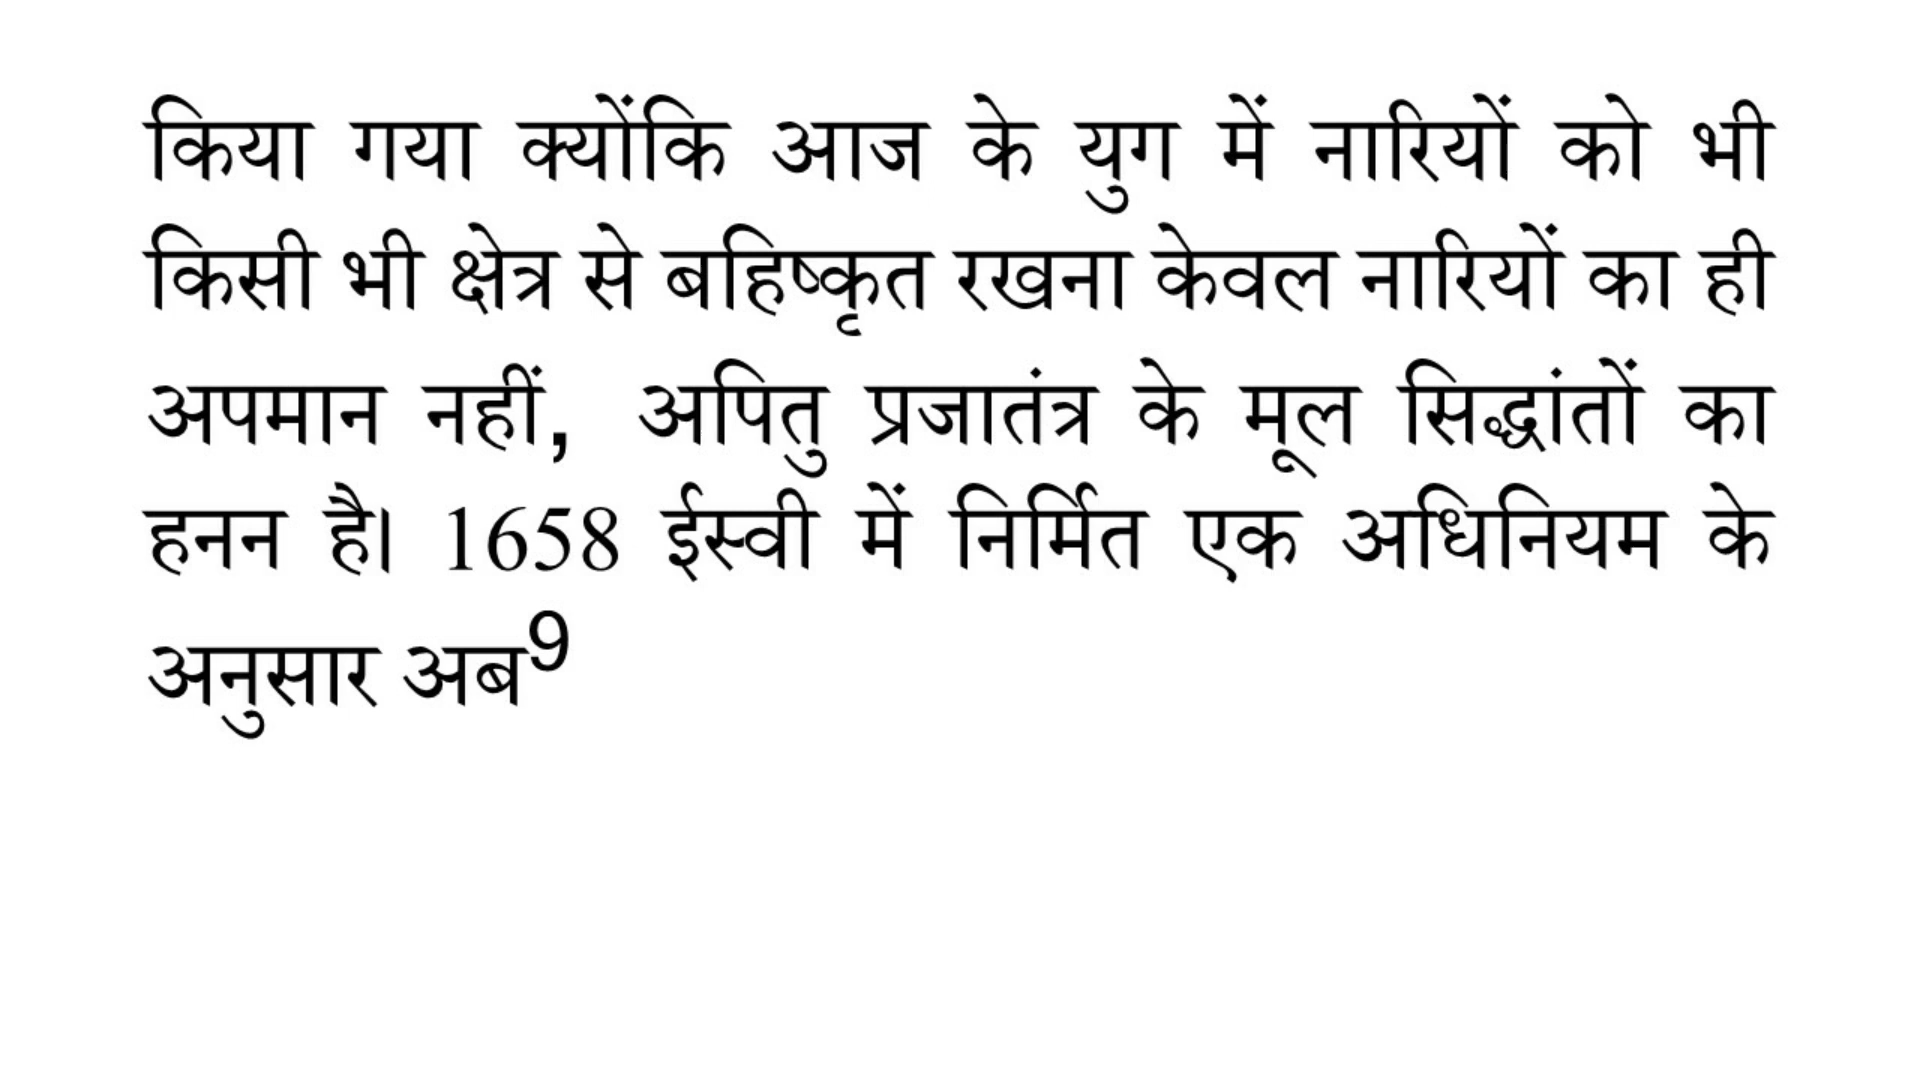 किया गया क्योंकि आज के युग में नारियों को भी
किसी भी क्षेत्र से बहिष्कृत रखना केवल नारियों का ही
अपमान नहीं, अपितु प्रजातंत्र के मूल सिद्धांतों का
हनन है। 1658 ईस्वी में निर्मित एक अधिनियम के
अनुसार अब⁹